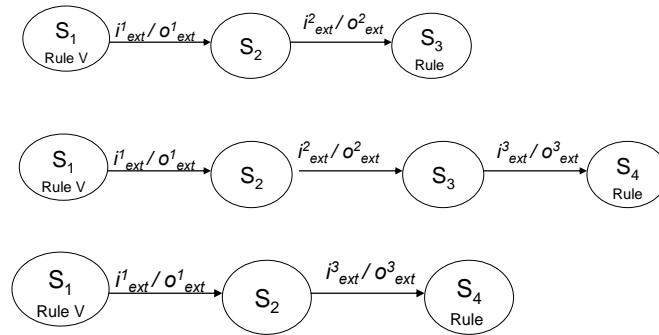 S₁ Rule V i¹ₑₓₜ / o¹ₑₓₜ S₂ i²ₑₓₜ / o²ₑₓₜ S₃ Rule
S₁ Rule V i¹ₑₓₜ / o¹ₑₓₜ S₂ i²ₑₓₜ / o²ₑₓₜ S₃ i³ₑₓₜ / o³ₑₓₜ S₄ Rule
S₁ Rule V i¹ₑₓₜ / o¹ₑₓₜ S₂ i³ₑₓₜ / o³ₑₓₜ S₄ Rule